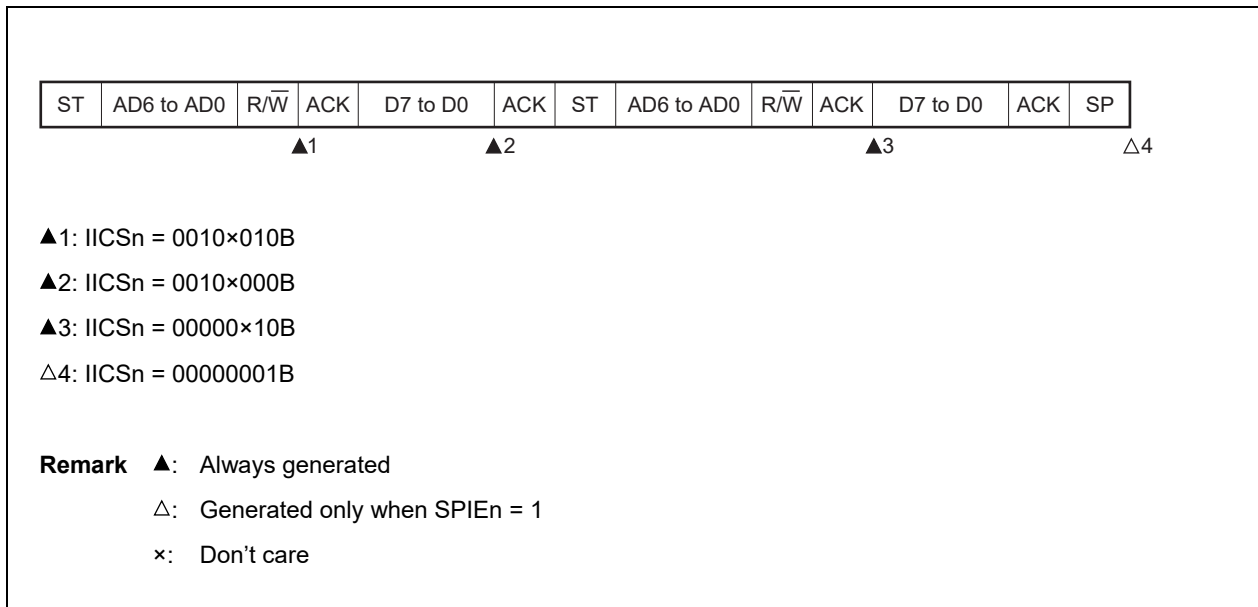 ST AD6 to AD0 R/W̅ ACK D7 to D0 ACK ST AD6 to AD0 R/W̅ ACK D7 to D0 ACK SP
▲1 ▲2 ▲3 △4
▲1: IICSn = 0010×010B
▲2: IICSn = 0010×000B
▲3: IICSn = 00000×10B
△4: IICSn = 00000001B
Remark ▲: Always generated
△: Generated only when SPIEn = 1
×: Don't care